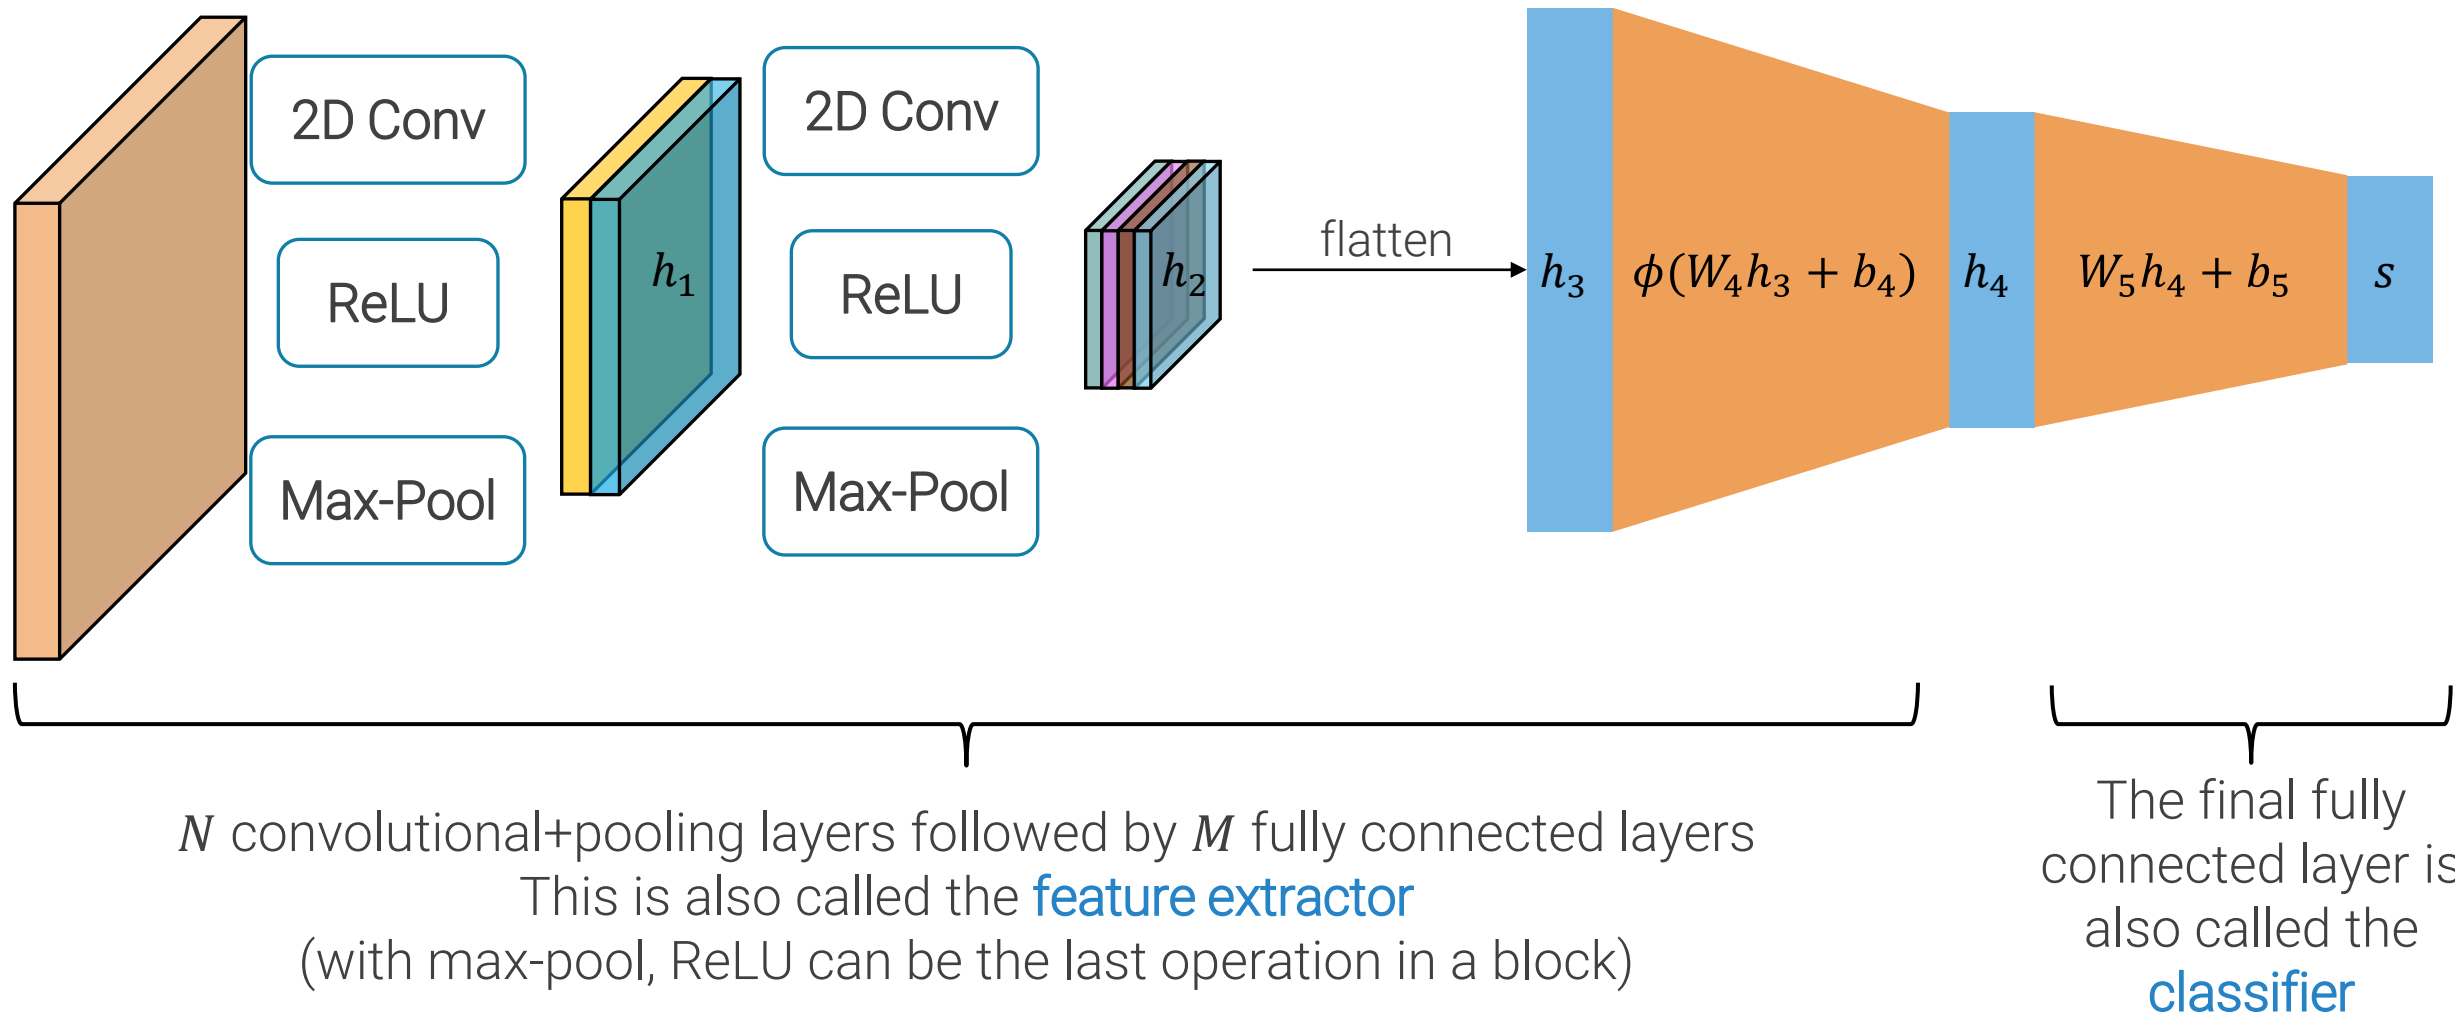 2D Conv
ReLU
Max-Pool
h₁
2D Conv
ReLU
Max-Pool
h₂
flatten
h₃
ϕ(W₄h₃ + b₄)
h₄
W₅h₄ + b₅
s
N convolutional+pooling layers followed by M fully connected layers
This is also called the feature extractor
(with max-pool, ReLU can be the last operation in a block)
The final fully
connected layer is
also called the
classifier